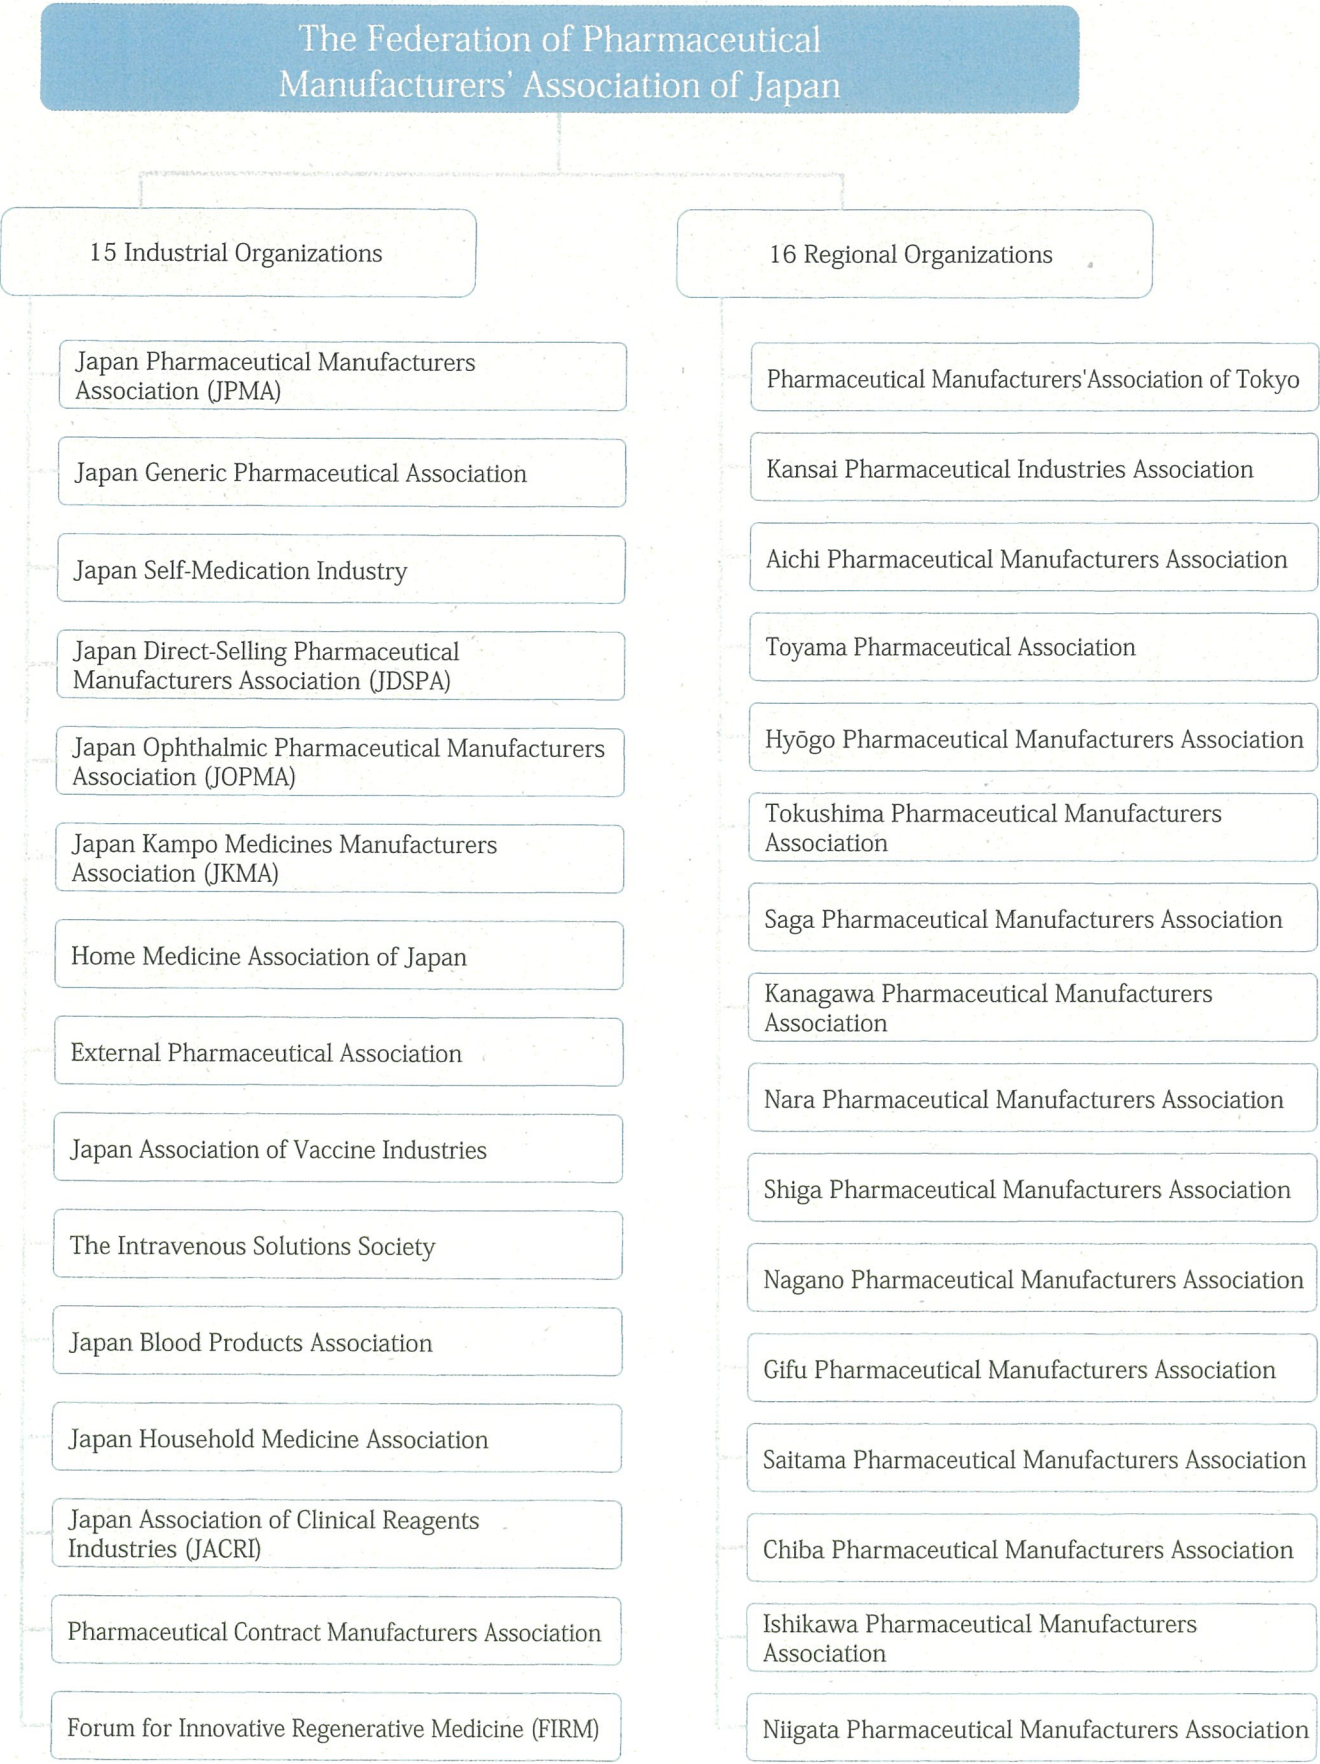 The Federation of Pharmaceutical
Manufacturers' Association of Japan
15 Industrial Organizations
Japan Pharmaceutical Manufacturers
Association (JPMA)
Japan Generic Pharmaceutical Association
Japan Self-Medication Industry
Japan Direct-Selling Pharmaceutical
Manufacturers Association (JDSPA)
Japan Ophthalmic Pharmaceutical Manufacturers
Association (JOPMA)
Japan Kampo Medicines Manufacturers
Association (JKMA)
Home Medicine Association of Japan
External Pharmaceutical Association
Japan Association of Vaccine Industries
The Intravenous Solutions Society
Japan Blood Products Association
Japan Household Medicine Association
Japan Association of Clinical Reagents
Industries (JACRI)
Pharmaceutical Contract Manufacturers Association
Forum for Innovative Regenerative Medicine (FIRM)
16 Regional Organizations
Pharmaceutical Manufacturers'Association of Tokyo
Kansai Pharmaceutical Industries Association
Aichi Pharmaceutical Manufacturers Association
Toyama Pharmaceutical Association
Hyōgo Pharmaceutical Manufacturers Association
Tokushima Pharmaceutical Manufacturers
Association
Saga Pharmaceutical Manufacturers Association
Kanagawa Pharmaceutical Manufacturers
Association
Nara Pharmaceutical Manufacturers Association
Shiga Pharmaceutical Manufacturers Association
Nagano Pharmaceutical Manufacturers Association
Gifu Pharmaceutical Manufacturers Association
Saitama Pharmaceutical Manufacturers Association
Chiba Pharmaceutical Manufacturers Association
Ishikawa Pharmaceutical Manufacturers
Association
Niigata Pharmaceutical Manufacturers Association